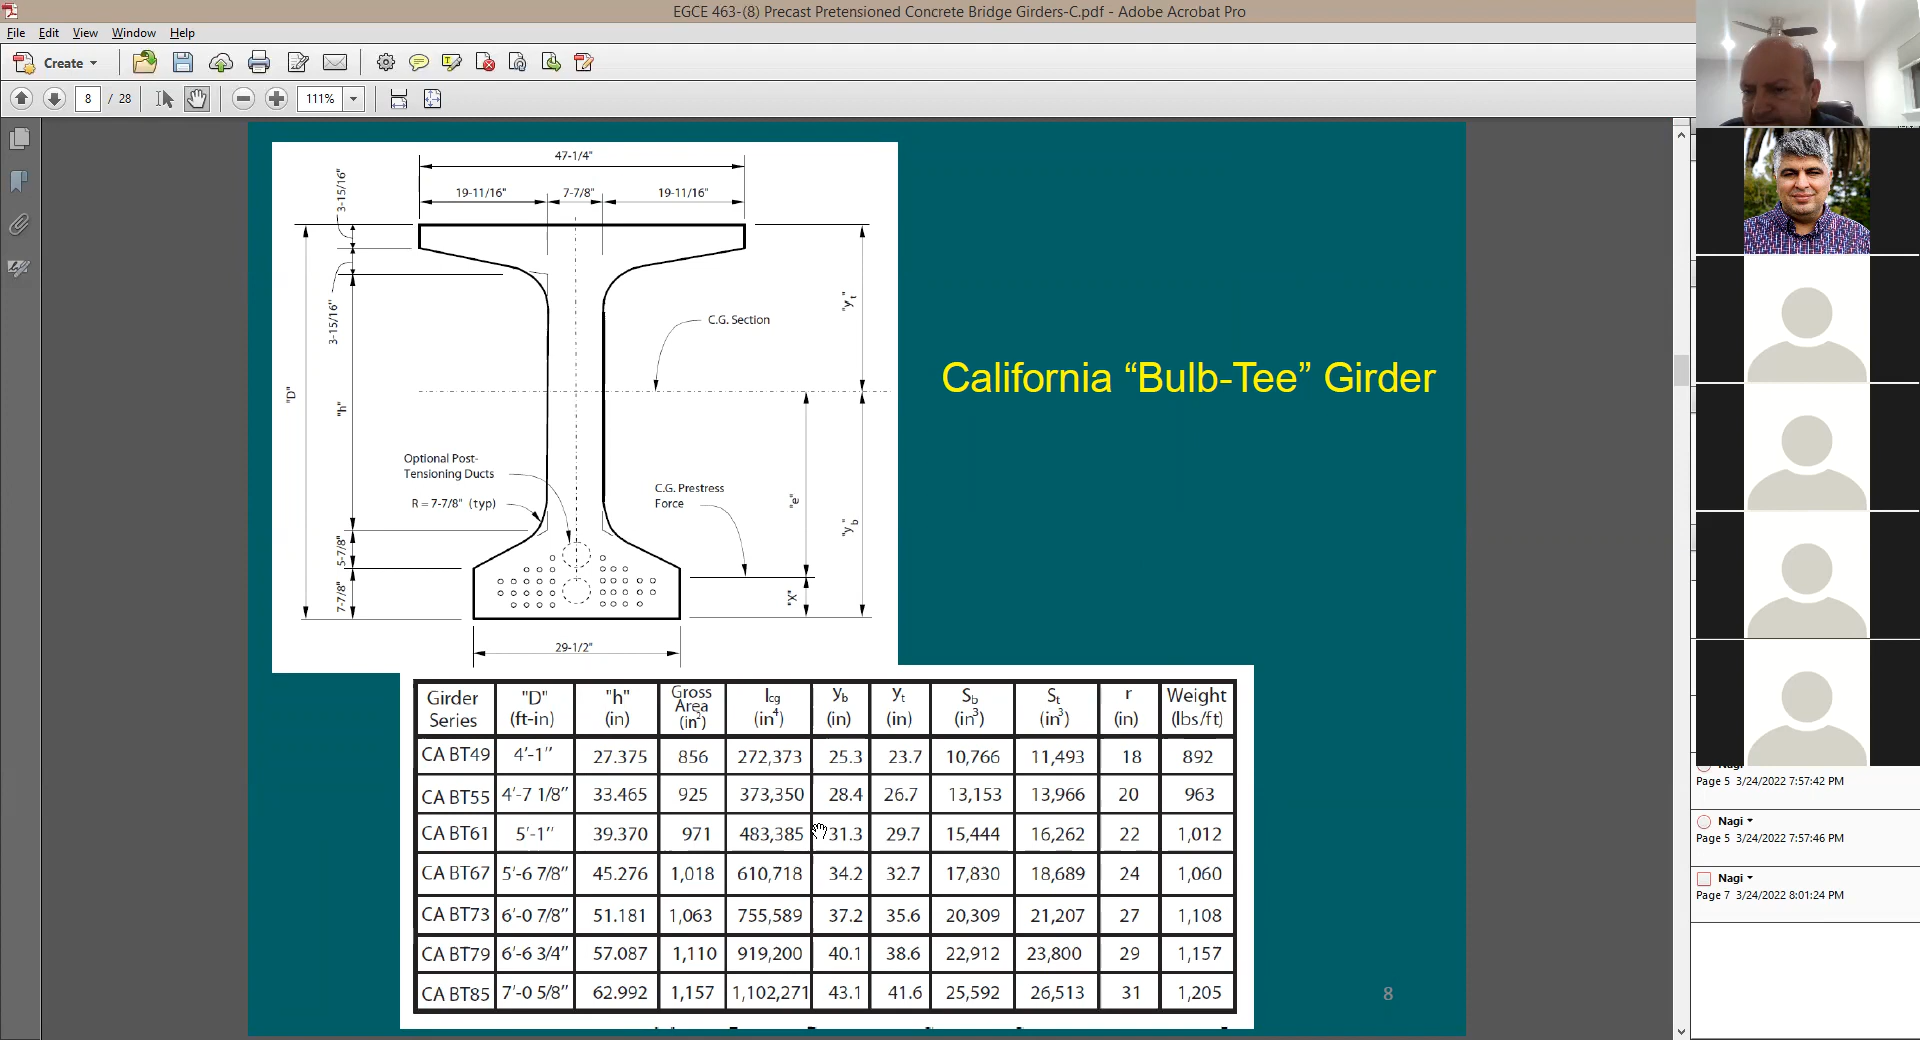 EGCE 463-(8) Precast Pretensioned Concrete Bridge Girders-C.pdf - Adobe Acrobat Pro
File Edit View Window Help
Create
8 / 28 111%
47-1/4"
19-11/16" 7-7/8" 19-11/16"
3-15/16"
3-15/16"
"D"
"h"
5-7/8"
7-7/8"
C.G. Section
"yt"
California “Bulb-Tee” Girder
Optional Post-
Tensioning Ducts
R = 7-7/8" (typ)
C.G. Prestress
Force
"e"
"yb"
"X"
29-1/2"
Girder Series "D" (ft-in) "h" (in) Gross Area (in²) Icg (in⁴) yb (in) yt (in) Sb (in³) St (in³) r (in) Weight (lbs/ft)
CA BT49 4′-1″ 27.375 856 272,373 25.3 23.7 10,766 11,493 18 892
CA BT55 4′-7 1/8″ 33.465 925 373,350 28.4 26.7 13,153 13,966 20 963
CA BT61 5′-1″ 39.370 971 483,385 31.3 29.7 15,444 16,262 22 1,012
CA BT67 5′-6 7/8″ 45.276 1,018 610,718 34.2 32.7 17,830 18,689 24 1,060
CA BT73 6′-0 7/8″ 51.181 1,063 755,589 37.2 35.6 20,309 21,207 27 1,108
CA BT79 6′-6 3/4″ 57.087 1,110 919,200 40.1 38.6 22,912 23,800 29 1,157
CA BT85 7′-0 5/8″ 62.992 1,157 1,102,271 43.1 41.6 25,592 26,513 31 1,205
8
Nagi
Page 5 3/24/2022 7:57:42 PM
Nagi
Page 5 3/24/2022 7:57:46 PM
Nagi
Page 7 3/24/2022 8:01:24 PM